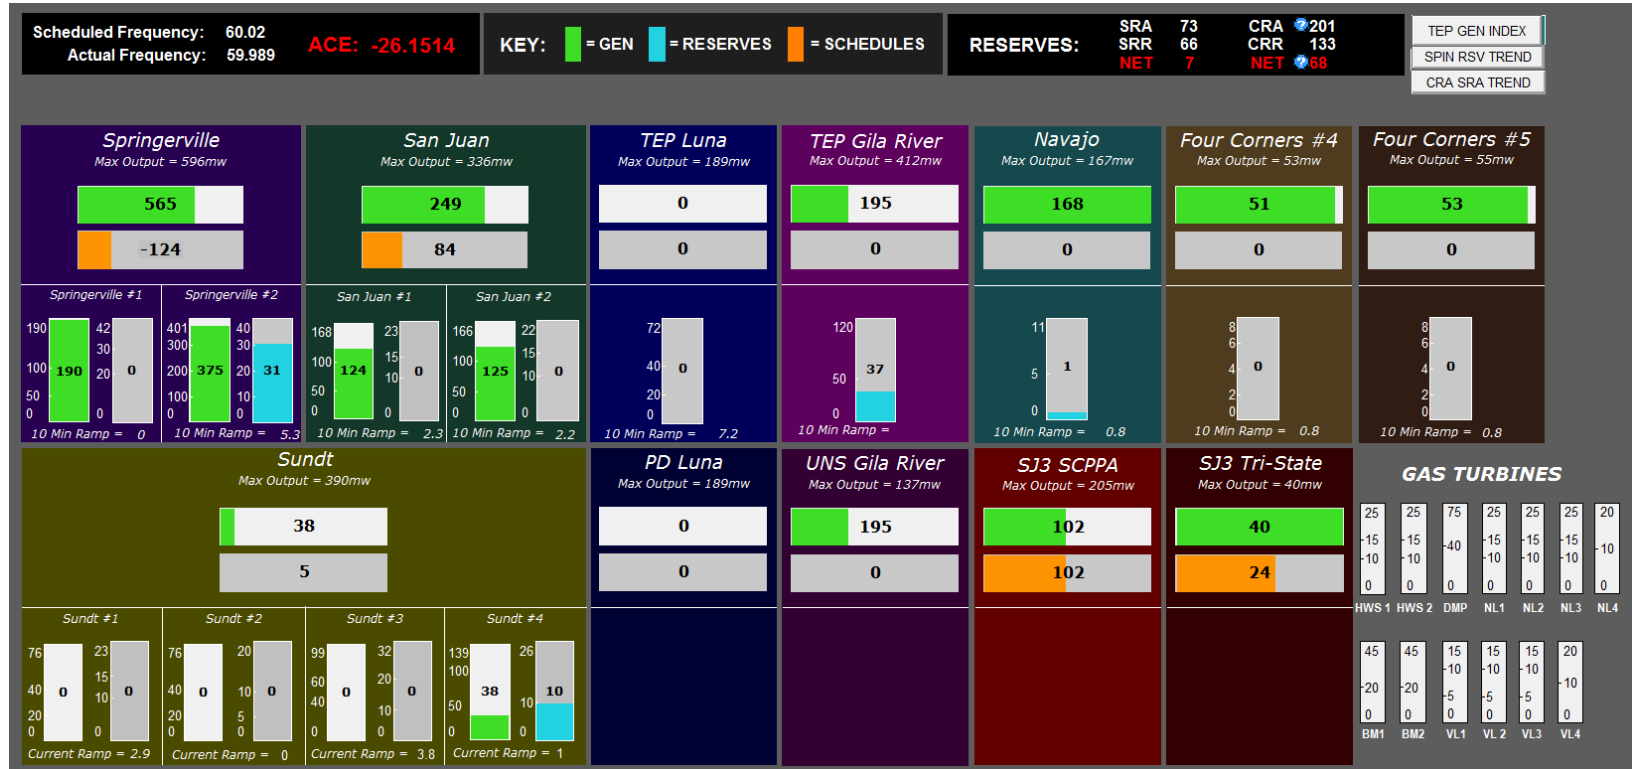 Scheduled Frequency: 60.02
Actual Frequency: 59.989
ACE: -26.1514
KEY: = GEN = RESERVES = SCHEDULES
RESERVES:
SRA 73 CRA 201
SRR 66 CRR 133
NET 7 NET 68
TEP GEN INDEX
SPIN RSV TREND
CRA SRA TREND
Springerville
Max Output = 596mw
565
-124
Springerville #1
190
100
50
0
190
42
30
20
0
0
10 Min Ramp = 0
Springerville #2
401
300
200
100
0
375
40
30
20
10
0
31
10 Min Ramp = 5.3
San Juan
Max Output = 336mw
249
84
San Juan #1
168
100
50
0
124
23
15
10
0
0
10 Min Ramp = 2.3
San Juan #2
166
100
50
0
125
22
15
10
0
0
10 Min Ramp = 2.2
TEP Luna
Max Output = 189mw
0
0
72
40
20
0
0
10 Min Ramp = 7.2
TEP Gila River
Max Output = 412mw
195
0
120
50
0
37
10 Min Ramp =
Navajo
Max Output = 167mw
168
0
11
5
0
1
10 Min Ramp = 0.8
Four Corners #4
Max Output = 53mw
51
0
8
6
4
2
0
0
10 Min Ramp = 0.8
Four Corners #5
Max Output = 55mw
53
0
8
6
4
2
0
0
10 Min Ramp = 0.8
Sundt
Max Output = 390mw
38
5
Sundt #1
76
40
20
0
0
23
15
10
0
0
Current Ramp = 2.9
Sundt #2
76
40
20
0
0
20
10
5
0
0
Current Ramp = 0
Sundt #3
99
60
40
0
0
32
20
10
0
0
Current Ramp = 3.8
Sundt #4
139
100
50
0
38
26
10
0
10
Current Ramp = 1
PD Luna
Max Output = 189mw
0
0
UNS Gila River
Max Output = 137mw
195
0
SJ3 SCPPA
Max Output = 205mw
102
102
SJ3 Tri-State
Max Output = 40mw
40
24
GAS TURBINES
25 25 75 25 25 25 20
15 15 40 15 15 15 10
10 10 10 10 10
0 0 0 0 0 0 0
HWS 1 HWS 2 DMP NL1 NL2 NL3 NL4
45 45 15 15 15 20
20 20 10 10 10 10
5 5 5
0 0 0 0 0 0
BM1 BM2 VL1 VL 2 VL3 VL4